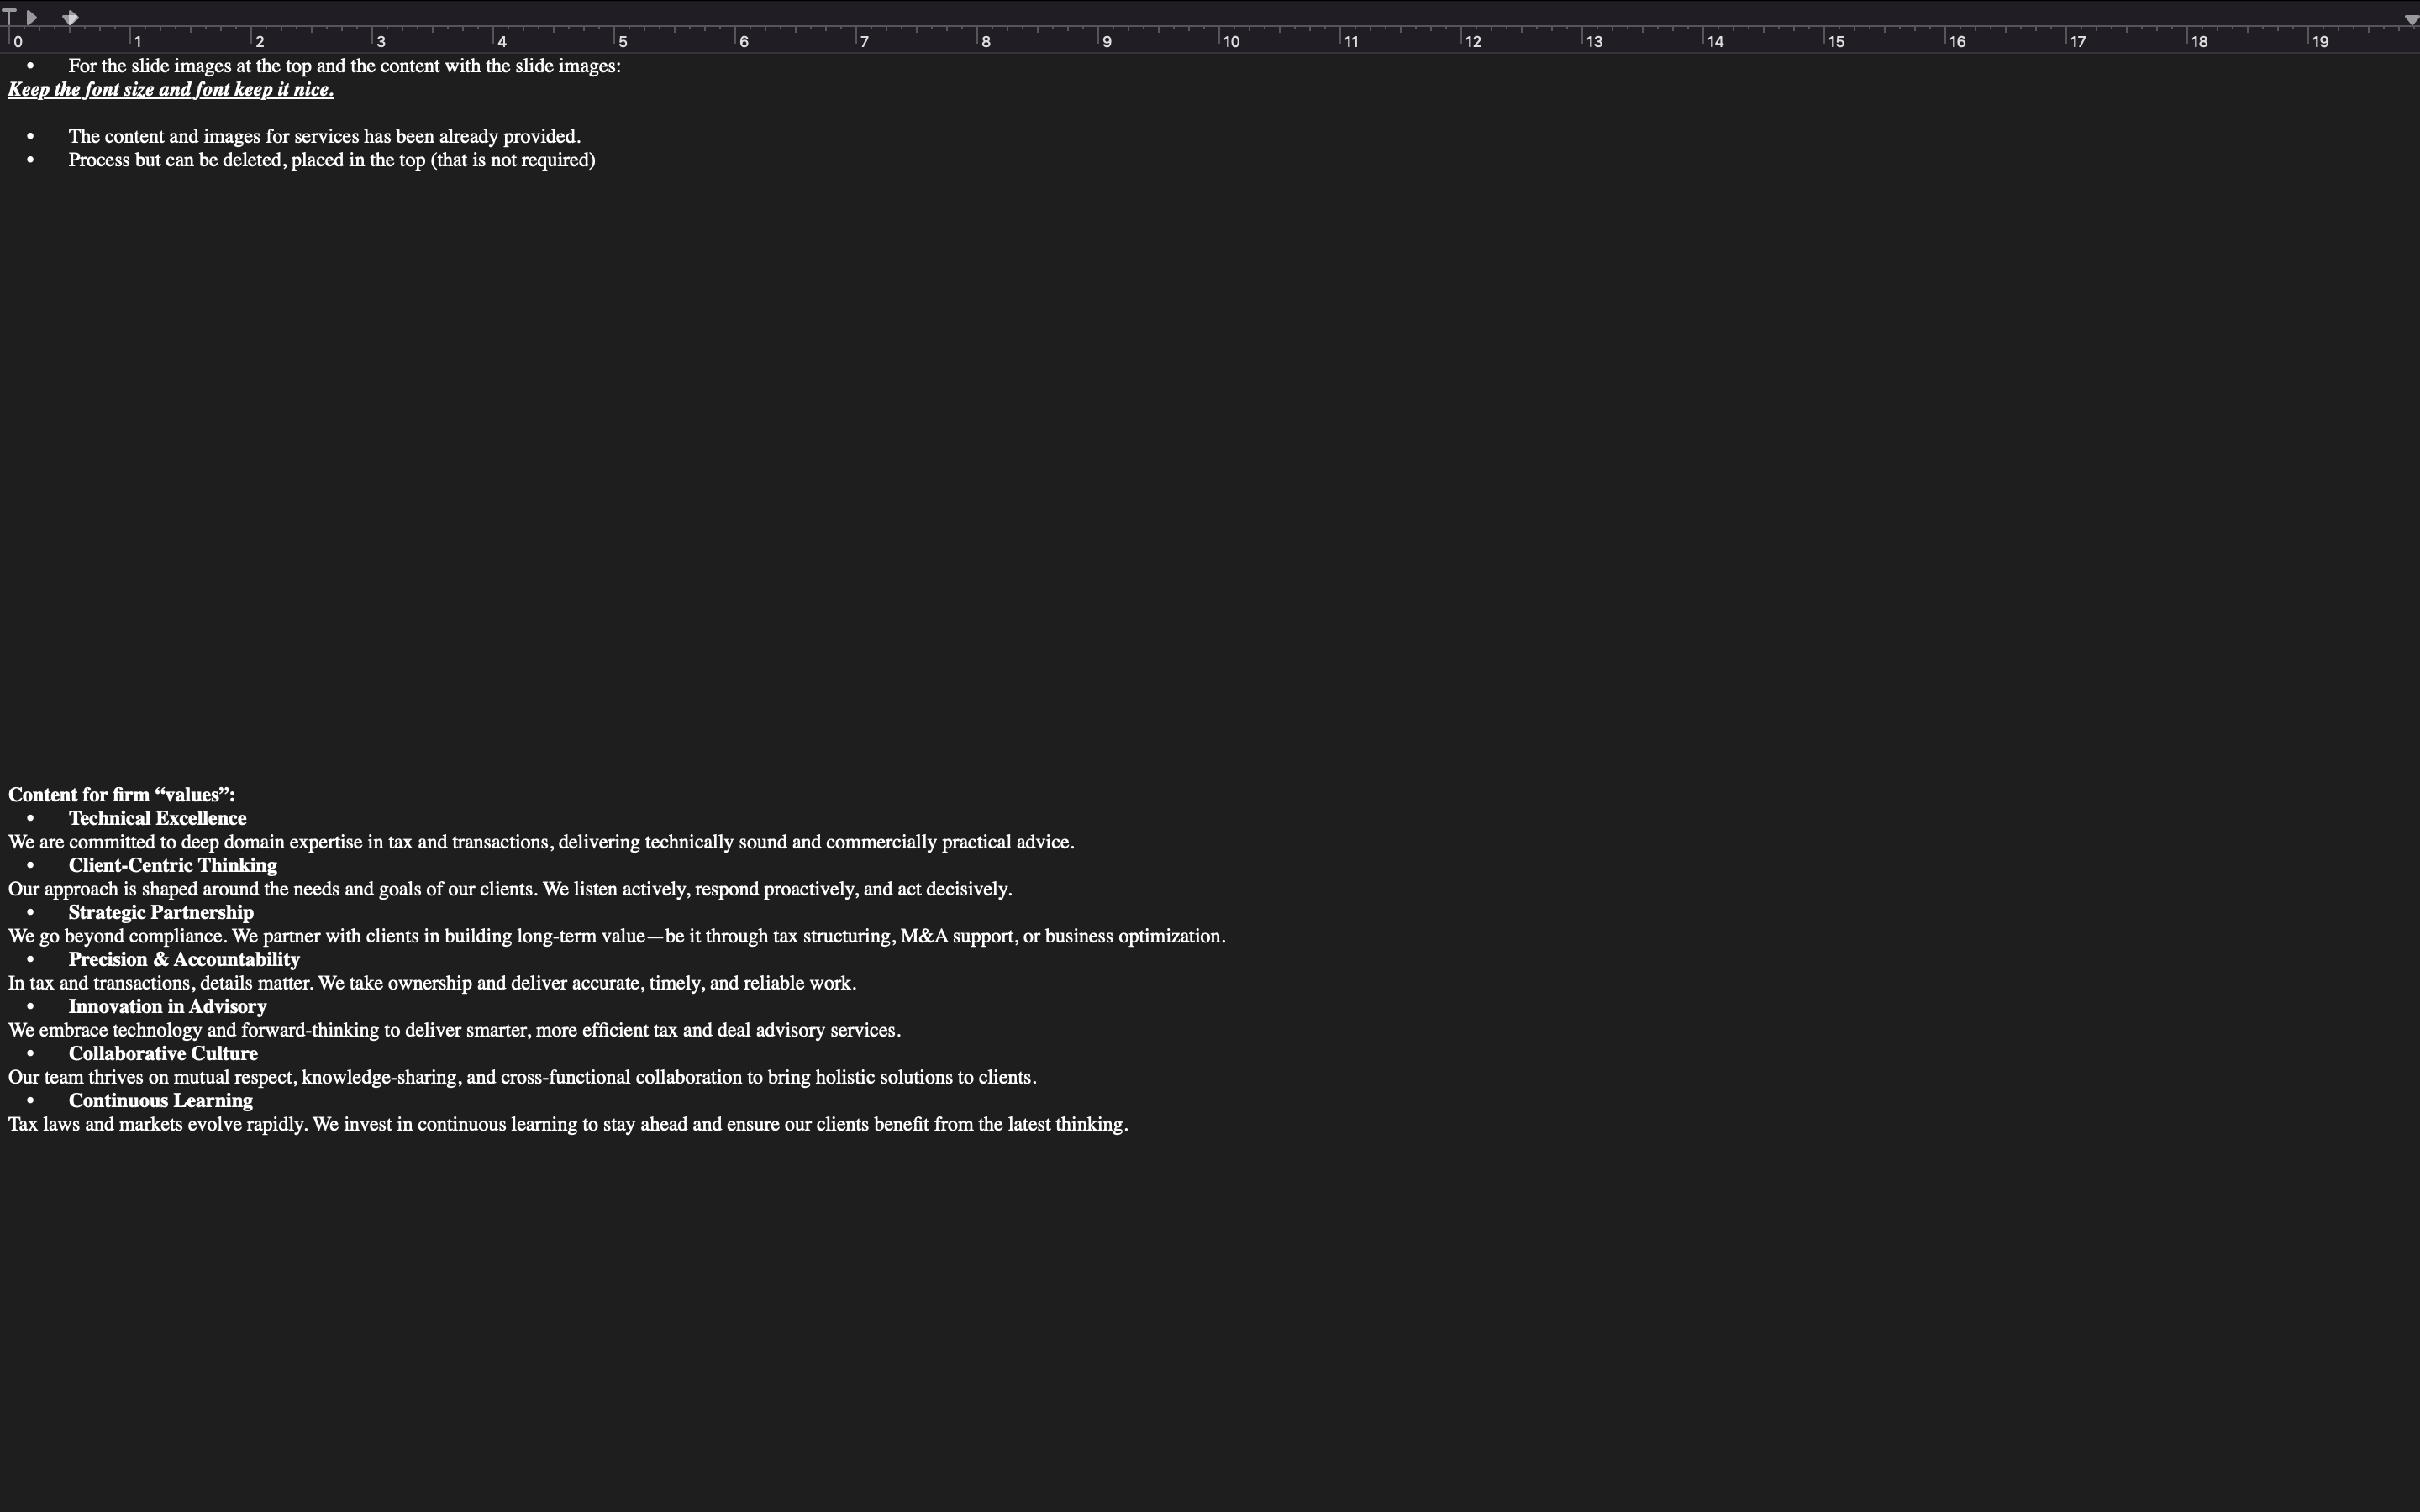 0 1 2 3 4 5 6 7 8 9 10 11 12 13 14 15 16 17 18 19
• For the slide images at the top and the content with the slide images:
Keep the font size and font keep it nice.
• The content and images for services has been already provided.
• Process but can be deleted, placed in the top (that is not required)
Content for firm “values”:
• Technical Excellence
We are committed to deep domain expertise in tax and transactions, delivering technically sound and commercially practical advice.
• Client-Centric Thinking
Our approach is shaped around the needs and goals of our clients. We listen actively, respond proactively, and act decisively.
• Strategic Partnership
We go beyond compliance. We partner with clients in building long-term value—be it through tax structuring, M&A support, or business optimization.
• Precision & Accountability
In tax and transactions, details matter. We take ownership and deliver accurate, timely, and reliable work.
• Innovation in Advisory
We embrace technology and forward-thinking to deliver smarter, more efficient tax and deal advisory services.
• Collaborative Culture
Our team thrives on mutual respect, knowledge-sharing, and cross-functional collaboration to bring holistic solutions to clients.
• Continuous Learning
Tax laws and markets evolve rapidly. We invest in continuous learning to stay ahead and ensure our clients benefit from the latest thinking.